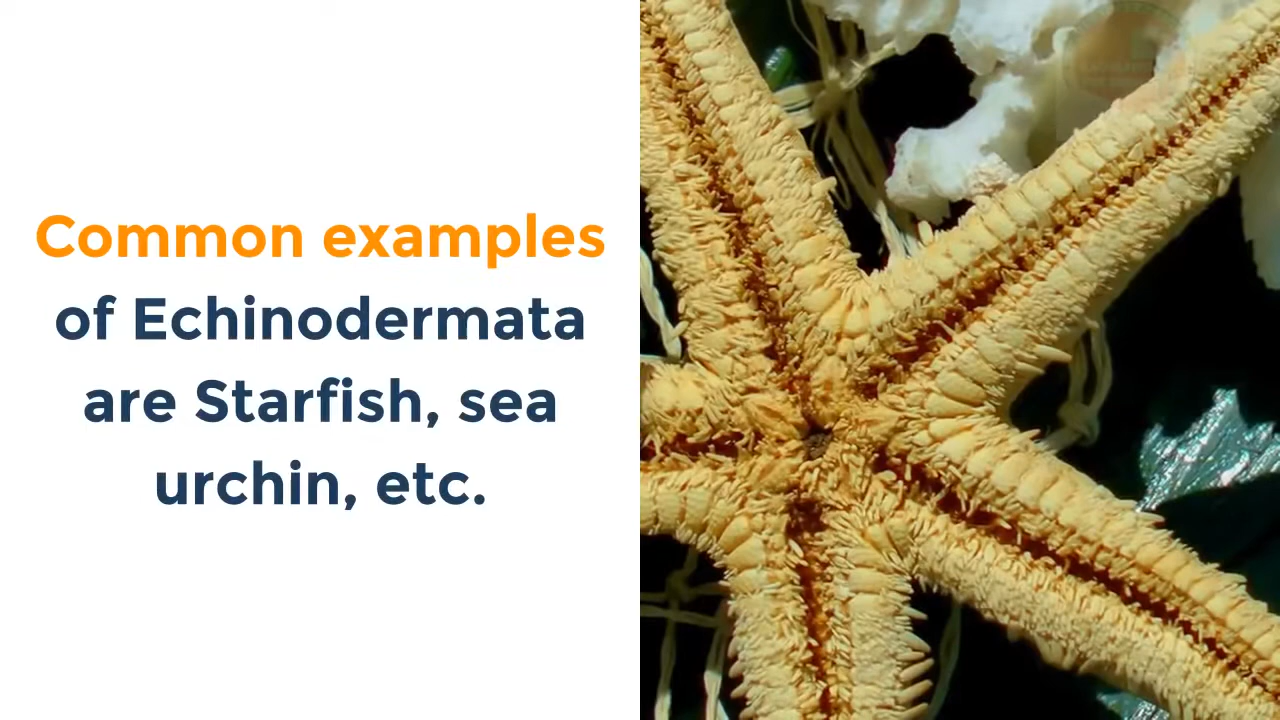 Common examples
of Echinodermata
are Starfish, sea
urchin, etc.